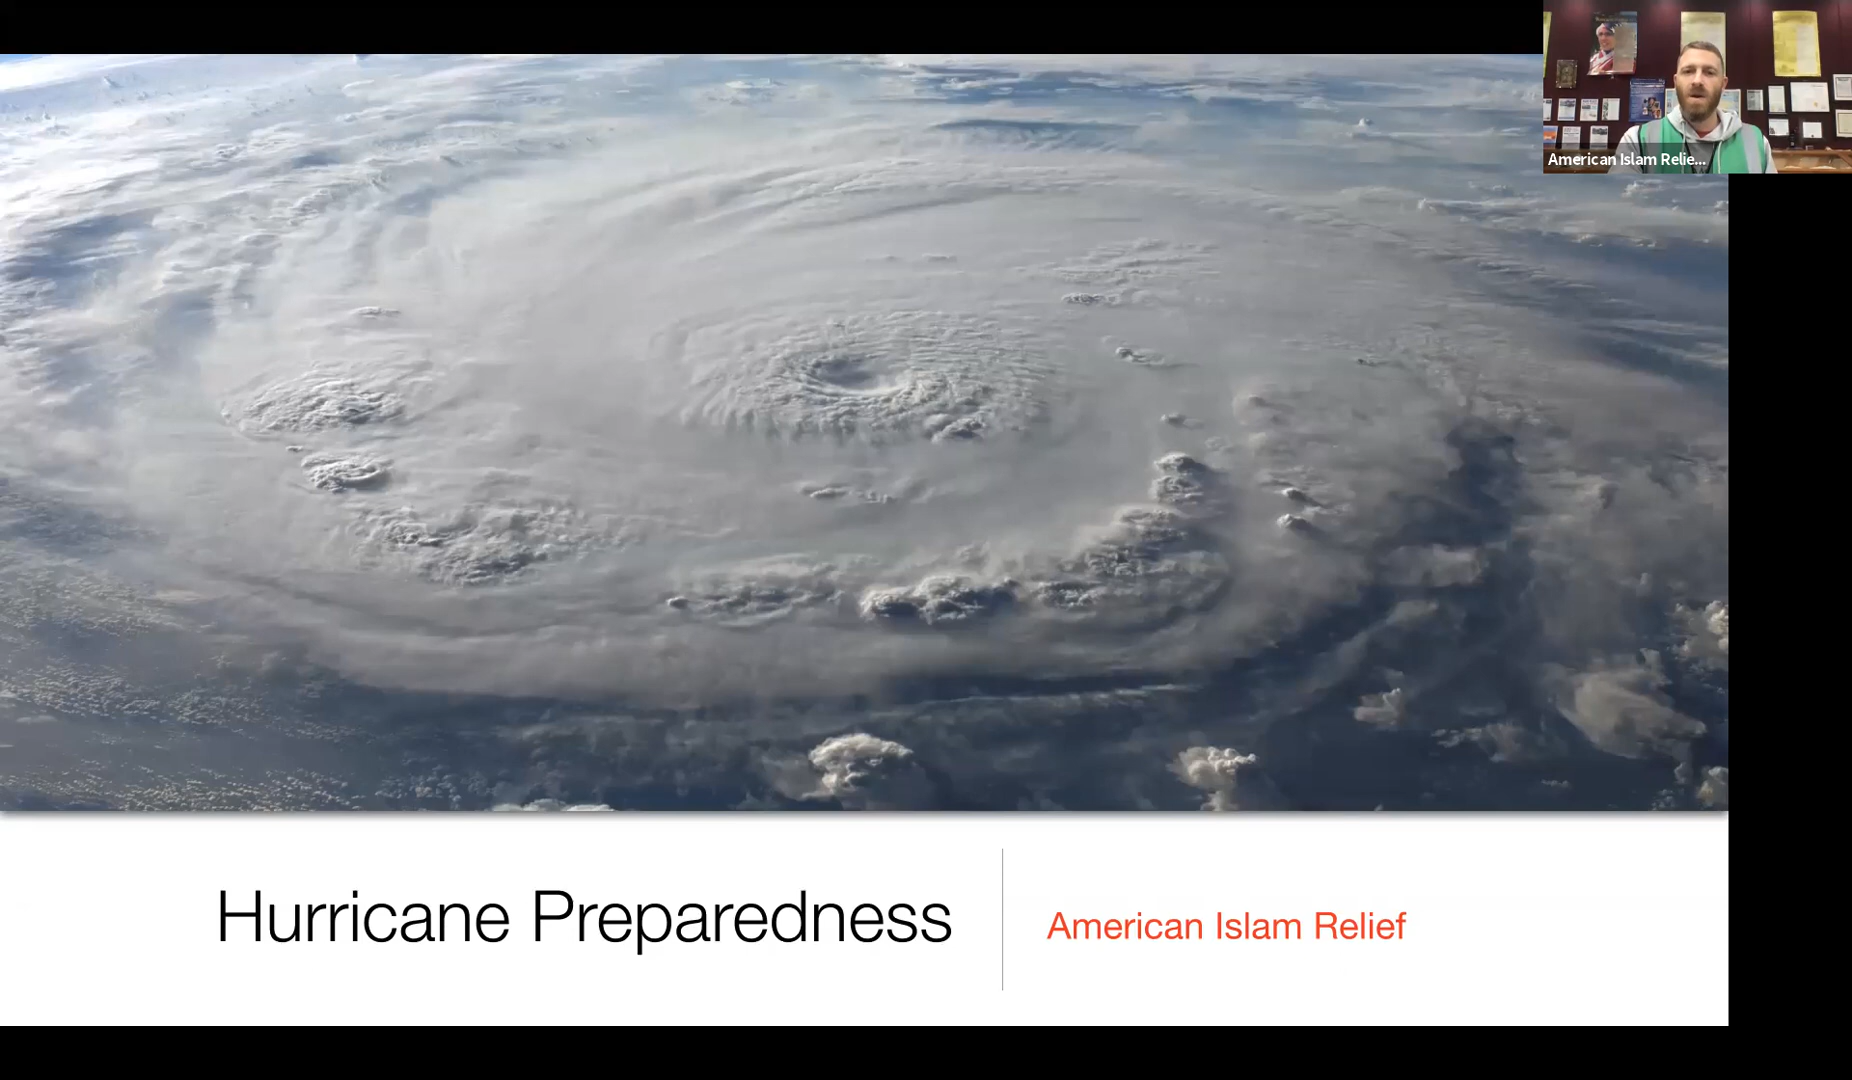 American Islam Relie...
Hurricane Preparedness
American Islam Relief